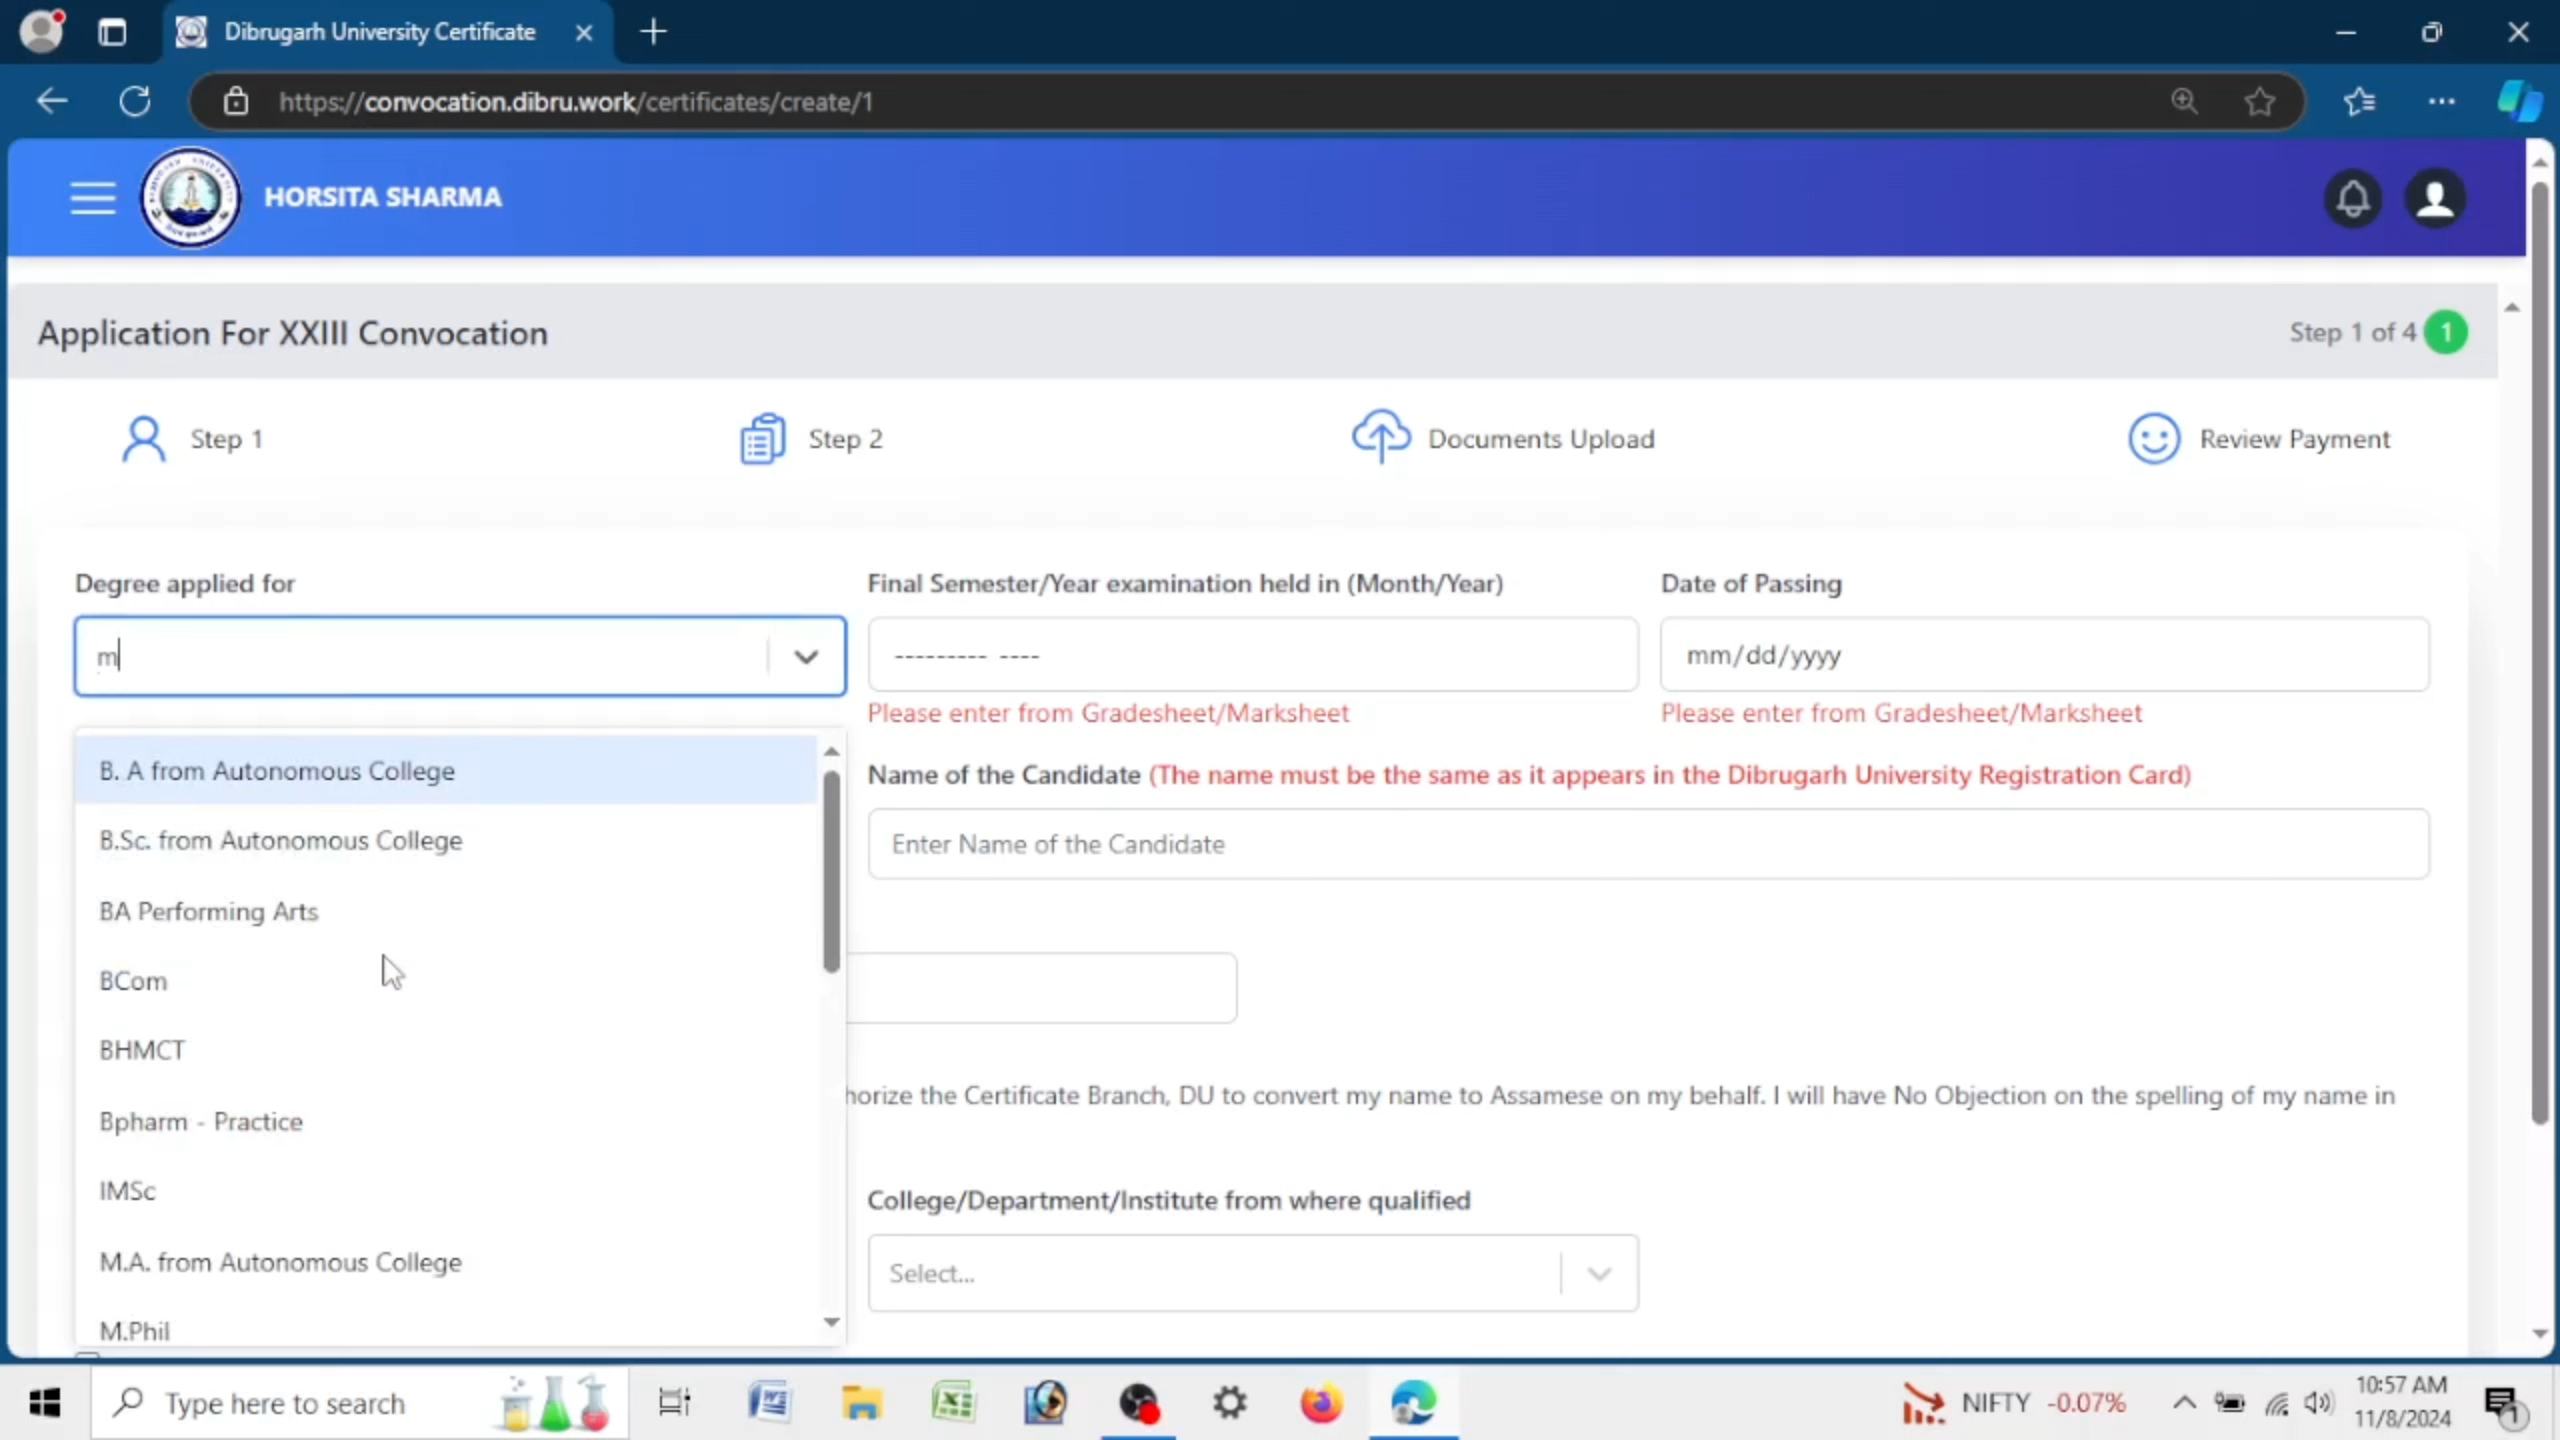 Dibrugarh University Certificate
https://convocation.dibru.work/certificates/create/1
HORSITA SHARMA
Application For XXIII Convocation
Step 1 of 4 1
Step 1
Step 2
Documents Upload
Review Payment
Degree applied for
Final Semester/Year examination held in (Month/Year)
Date of Passing
m
--------- ----
mm/dd/yyyy
Please enter from Gradesheet/Marksheet
Please enter from Gradesheet/Marksheet
B. A from Autonomous College
Name of the Candidate (The name must be the same as it appears in the Dibrugarh University Registration Card)
B.Sc. from Autonomous College
Enter Name of the Candidate
BA Performing Arts
BCom
BHMCT
horize the Certificate Branch, DU to convert my name to Assamese on my behalf. I will have No Objection on the spelling of my name in
Bpharm - Practice
IMSc
College/Department/Institute from where qualified
M.A. from Autonomous College
Select...
M.Phil
Type here to search
NIFTY -0.07%
10:57 AM
11/8/2024
1